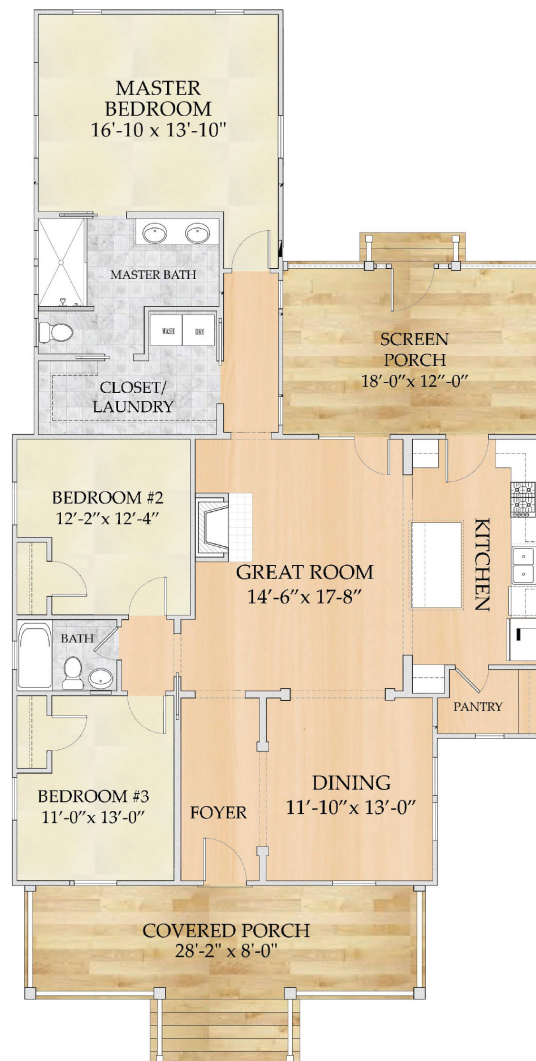 MASTER
BEDROOM
16'-10 x 13'-10"
MASTER BATH
WASH
DRY
CLOSET/
LAUNDRY
SCREEN
PORCH
18'-0"x 12"-0"
BEDROOM #2
12'-2"x 12'-4"
GREAT ROOM
14'-6"x 17-8"
KITCHEN
BATH
PANTRY
BEDROOM #3
11'-0"x 13'-0"
FOYER
DINING
11'-10"x 13'-0"
COVERED PORCH
28'-2" x 8'-0"